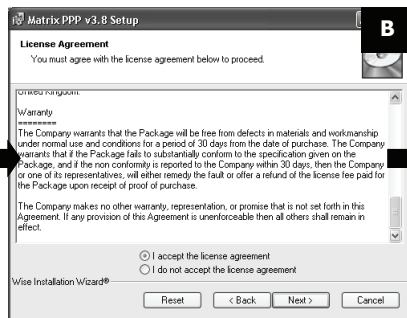 Matrix PPP v3.8 Setup
B
License Agreement
You must agree with the license agreement below to proceed.
United Kingdom.
Warranty
========
The Company warrants that the Package will be free from defects in materials and workmanship
under normal use and conditions for a period of 30 days from the date of purchase. The Company
warrants that if the Package fails to substantially conform to the specification given on the
Package, and if the non conformity is reported to the Company within 30 days, then the Company
or one of its representatives, will either remedy the fault or offer a refund of the license fee paid for
the Package upon receipt of proof of purchase.
The Company makes no other warranty, representation, or promise that is not set forth in this
Agreement. If any provision of this Agreement is unenforceable then all others shall remain in
effect.
I accept the license agreement
I do not accept the license agreement
Wise Installation Wizard®
Reset
< Back
Next >
Cancel